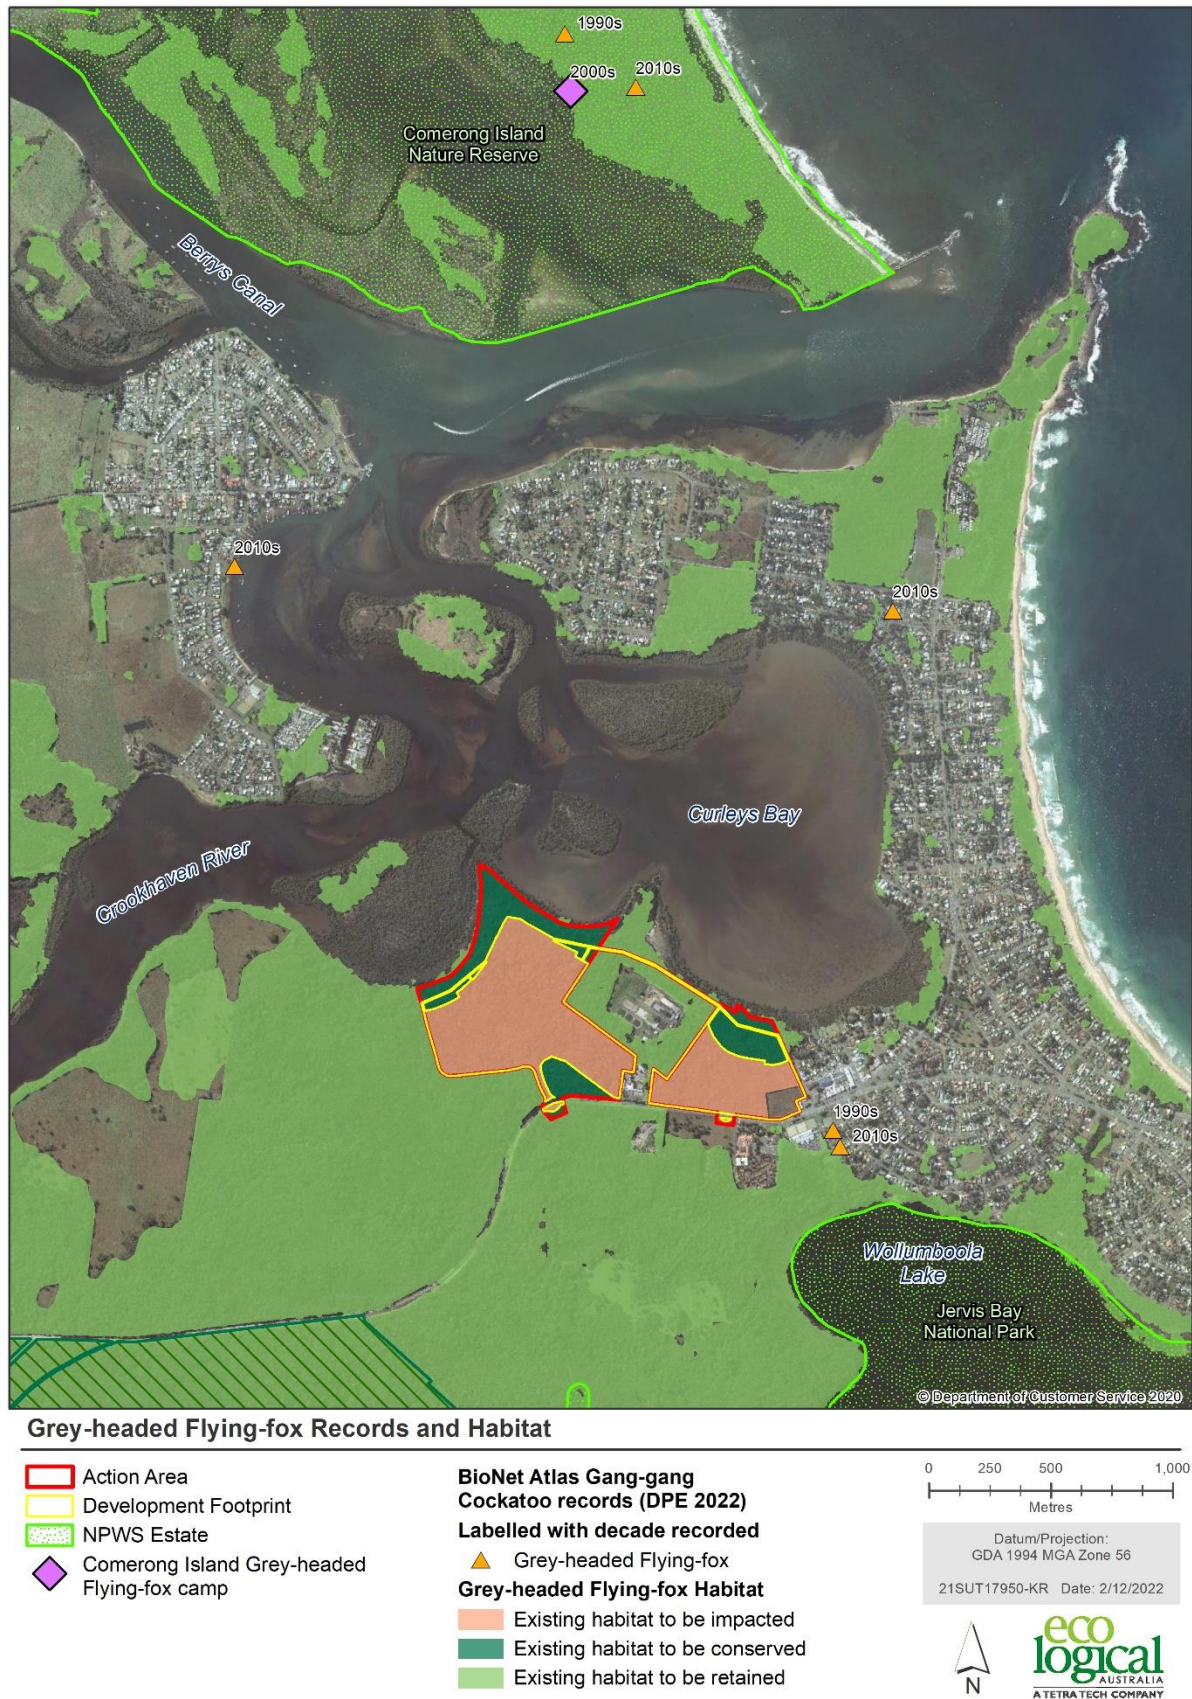 1990s
2000s
2010s
Comerong Island
Nature Reserve
Berrys Canal
2010s
2010s
Curleys Bay
Crookhaven River
1990s
2010s
Wollumboola
Lake
Jervis Bay
National Park
© Department of Customer Service 2020
Grey-headed Flying-fox Records and Habitat
Action Area
Development Footprint
NPWS Estate
Comerong Island Grey-headed
Flying-fox camp
BioNet Atlas Gang-gang
Cockatoo records (DPE 2022)
Labelled with decade recorded
Grey-headed Flying-fox
Grey-headed Flying-fox Habitat
Existing habitat to be impacted
Existing habitat to be conserved
Existing habitat to be retained
0 250 500 1,000
Metres
Datum/Projection:
GDA 1994 MGA Zone 56
21SUT17950-KR Date: 2/12/2022
N
eco
logical
AUSTRALIA
A TETRA TECH COMPANY